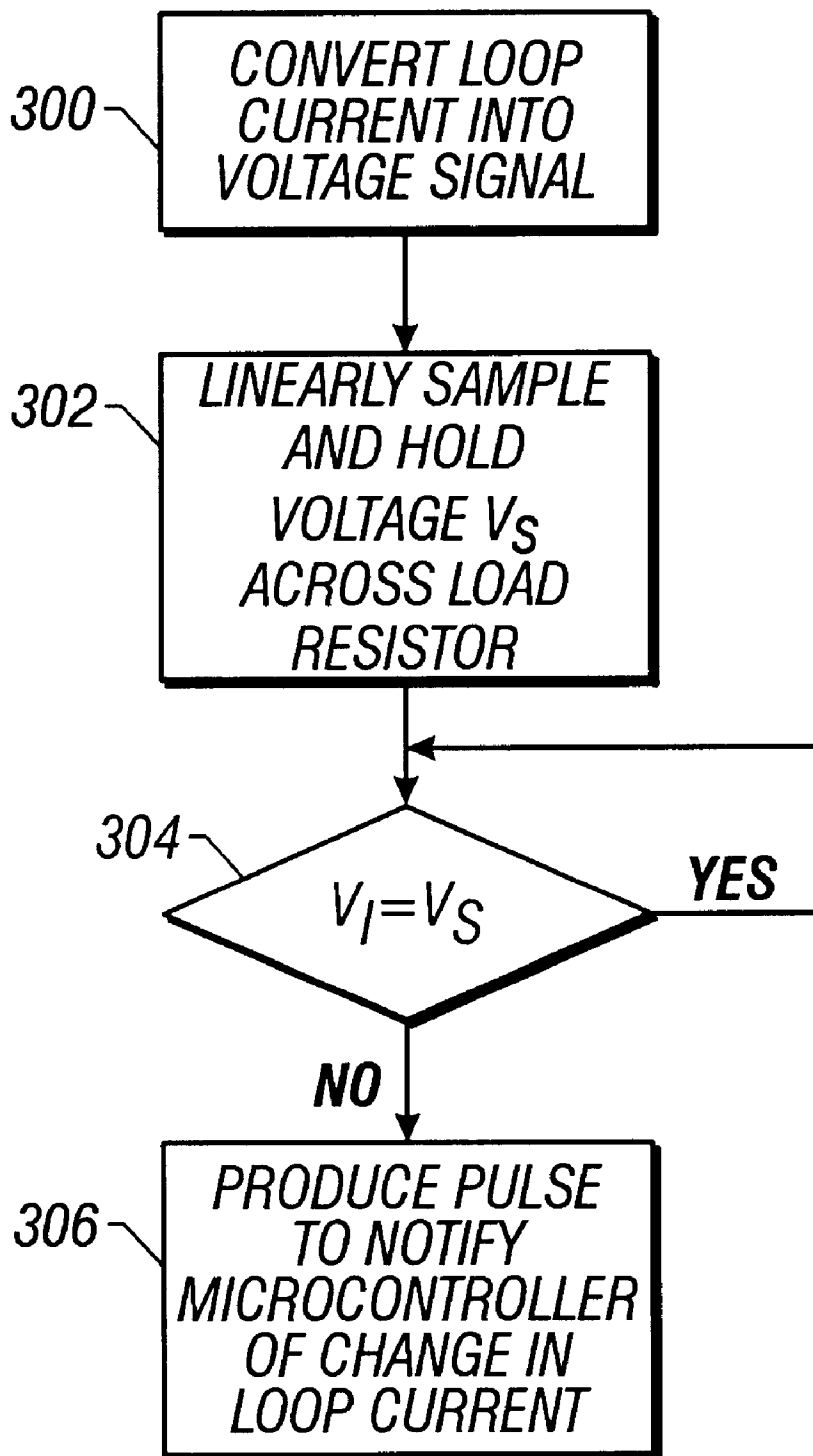 300
CONVERT LOOP
CURRENT INTO
VOLTAGE SIGNAL
302
LINEARLY SAMPLE
AND HOLD
VOLTAGE VS
ACROSS LOAD
RESISTOR
304
VI=VS
YES
NO
306
PRODUCE PULSE
TO NOTIFY
MICROCONTROLLER
OF CHANGE IN
LOOP CURRENT